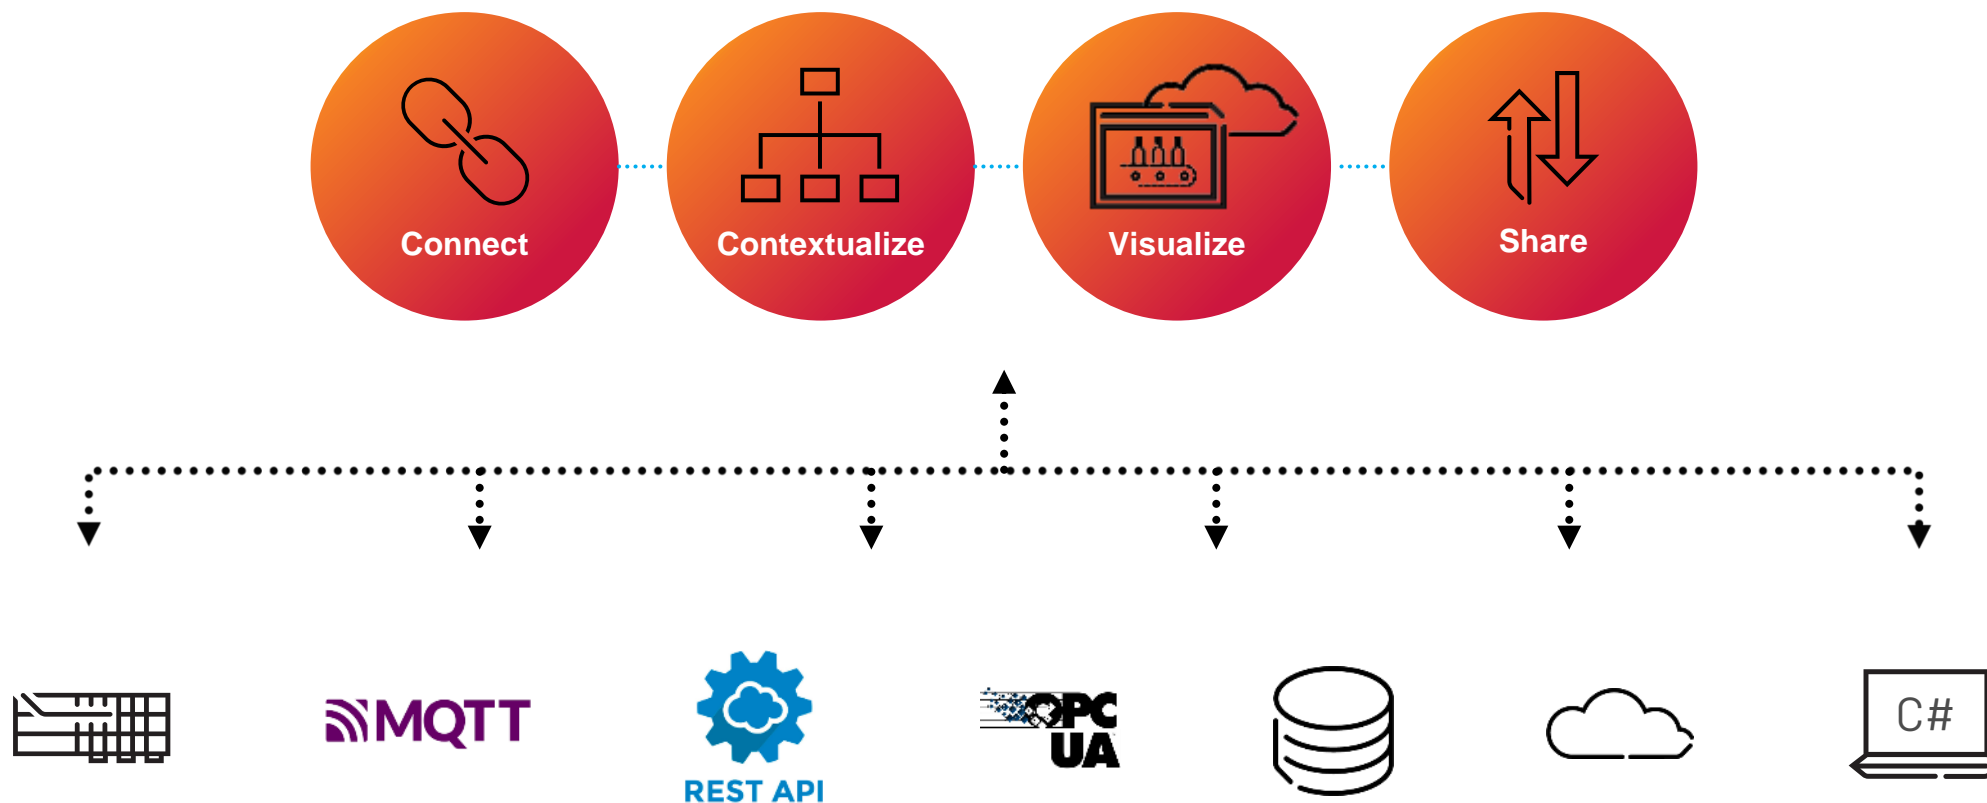 Connect
Contextualize
Visualize
Share
MQTT
REST API
OPC
UA
C#